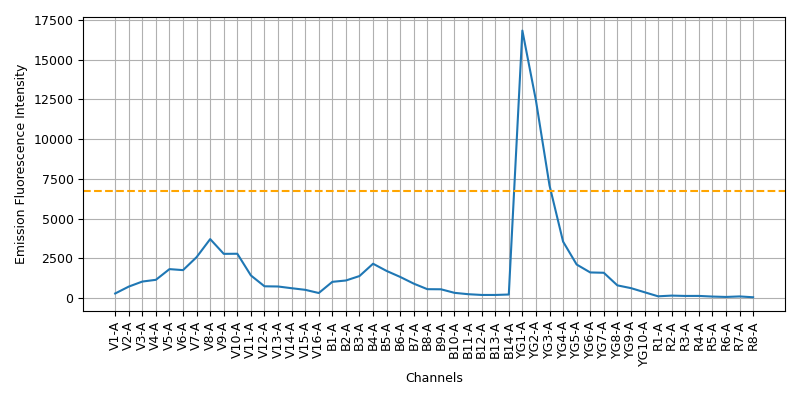 Emission Fluorescence Intensity
17500
15000
12500
10000
7500
5000
2500
0
V1-A
V2-A
V3-A
V4-A
V5-A
V6-A
V7-A
V8-A
V9-A
V10-A
V11-A
V12-A
V13-A
V14-A
V15-A
V16-A
B1-A
B2-A
B3-A
B4-A
B5-A
B6-A
B7-A
B8-A
B9-A
B10-A
B11-A
B12-A
B13-A
B14-A
YG1-A
YG2-A
YG3-A
YG4-A
YG5-A
YG6-A
YG7-A
YG8-A
YG9-A
YG10-A
R1-A
R2-A
R3-A
R4-A
R5-A
R6-A
R7-A
R8-A
Channels